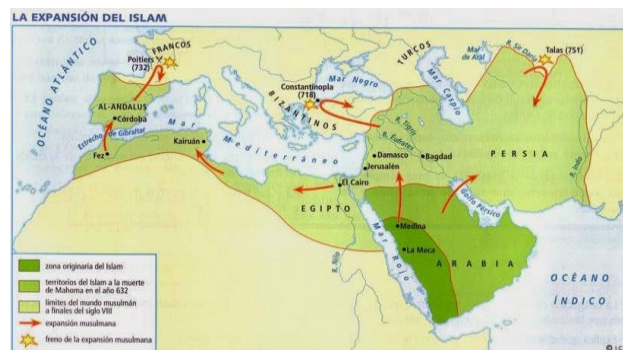 LA EXPANSIÓN DEL ISLAM
OCÉANO ATLÁNTICO
FRANCOS
Poitiers
(732)
AL-ANDALUS
Córdoba
Estrecho de Gibraltar
Fez
Kairuán
Mar Mediterráneo
Constantinopla
(718)
BIZANTINOS
Mar Negro
TURCOS
Mar Caspio
Mar
de Aral
R. Sir Daria
Talas (751)
R. Tigris
R. Éufrates
Damasco
Bagdad
Jerusalén
PERSIA
R. Indo
El Cairo
EGIPTO
Golfo Pérsico
Medina
La Meca
ARABIA
Mar Rojo
R. Nilo
OCÉANO
ÍNDICO
zona originaria del Islam
territorios del Islam a la muerte
de Mahoma en el año 632
límites del mundo musulmán
a finales del siglo VIII
expansión musulmana
freno de la expansión musulmana